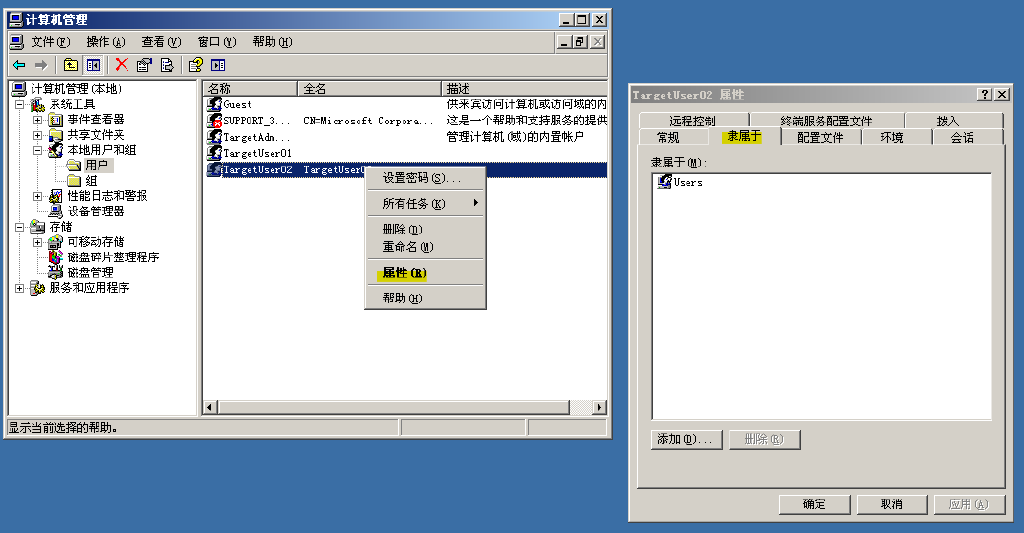 计算机管理
文件(F) 操作(A) 查看(V) 窗口(W) 帮助(H)
计算机管理(本地)
系统工具
事件查看器
共享文件夹
本地用户和组
用户
组
性能日志和警报
设备管理器
存储
可移动存储
磁盘碎片整理程序
磁盘管理
服务和应用程序
名称 全名 描述
Guest 供来宾访问计算机或访问域的内
SUPPORT_3... CN=Microsoft Corpora... 这是一个帮助和支持服务的提供
TargetAdm... 管理计算机(域)的内置帐户
TargetUser01
TargetUser02 TargetUser0
设置密码(S)...
所有任务(K)
删除(D)
重命名(M)
属性(R)
帮助(H)
显示当前选择的帮助。
TargetUser02 属性
远程控制 终端服务配置文件 拨入
常规 隶属于 配置文件 环境 会话
隶属于(M):
Users
添加(D)... 删除(R)
确定 取消 应用(A)